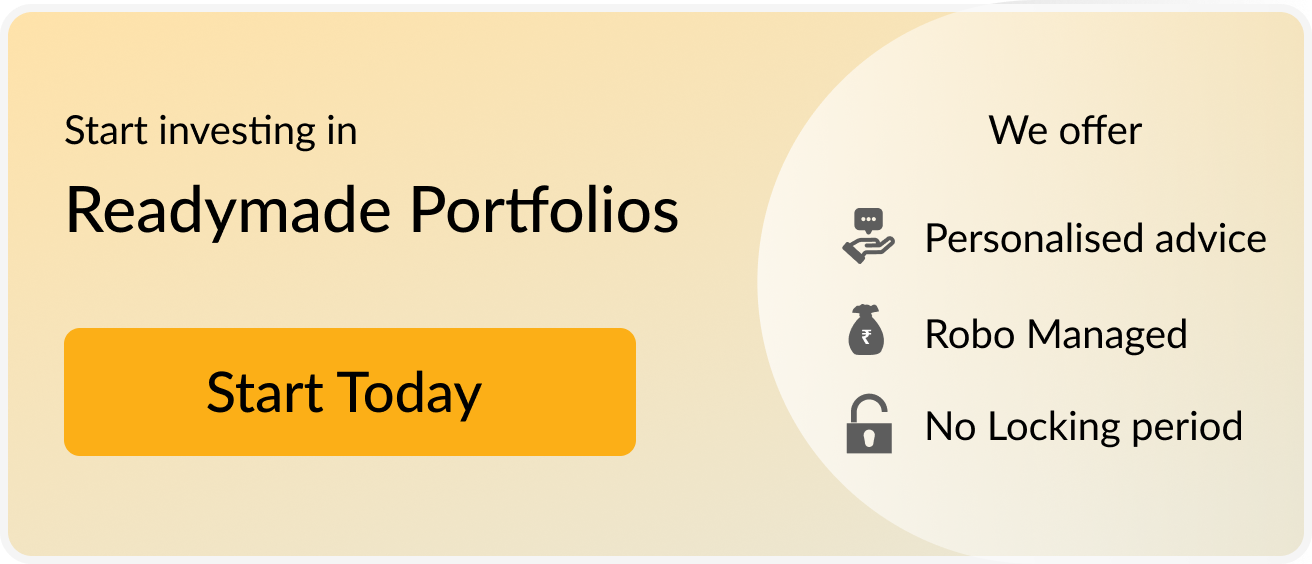 Start investing in
Readymade Portfolios
Start Today
We offer
Personalised advice
₹
Robo Managed
No Locking period